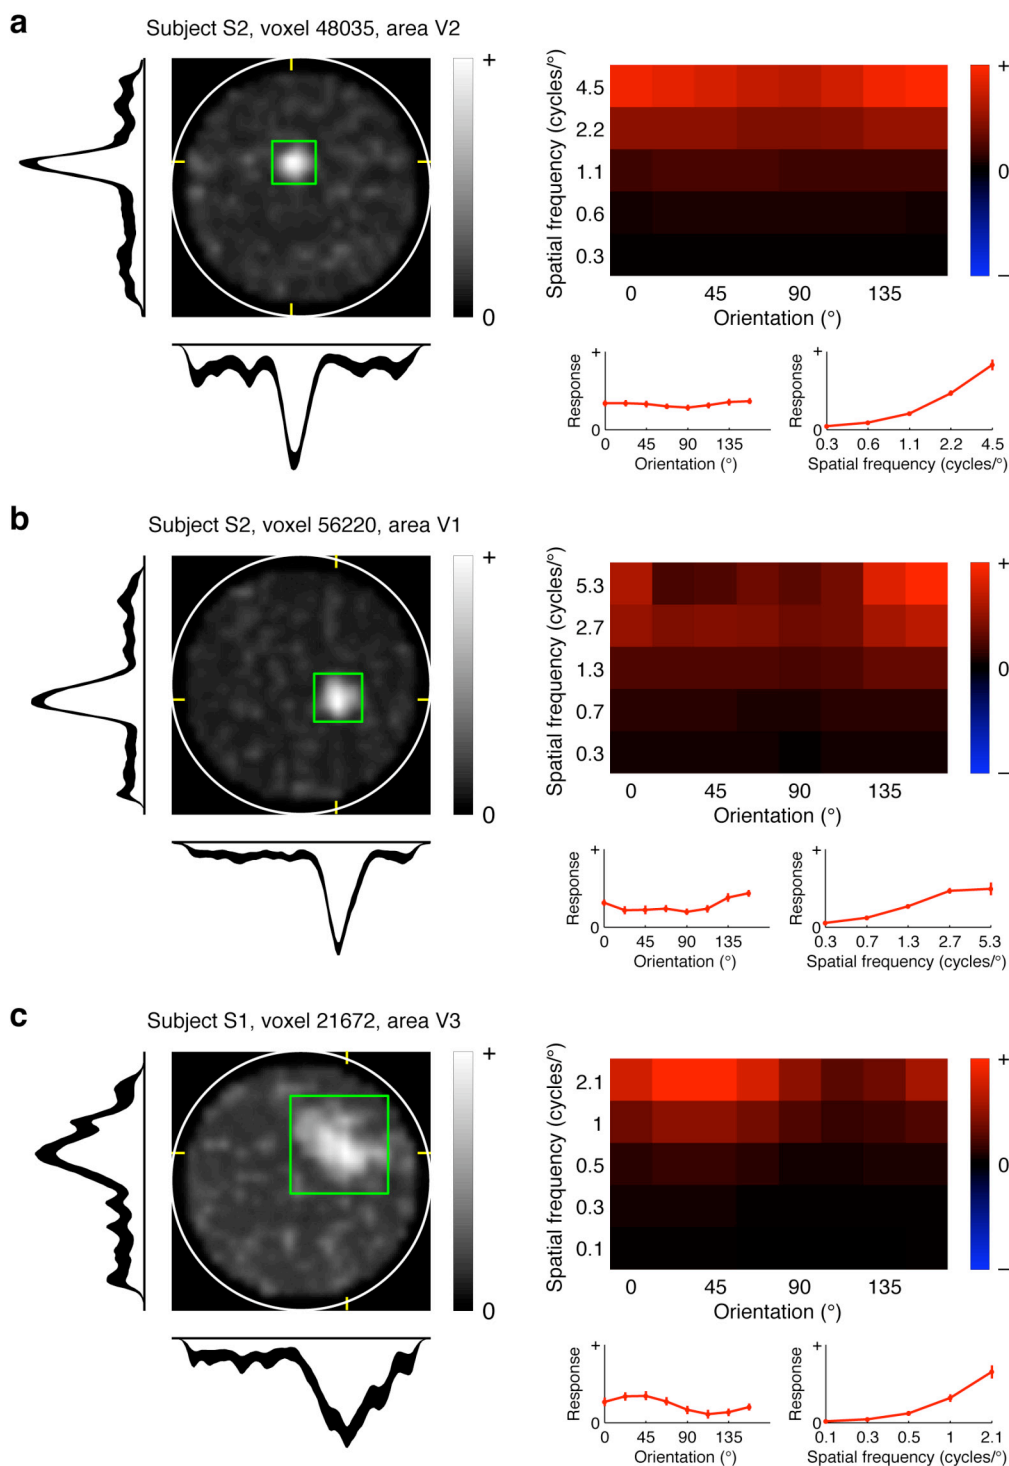 a
Subject S2, voxel 48035, area V2
+
0
Spatial frequency (cycles/°)
4.5
2.2
1.1
0.6
0.3
0 45 90 135
Orientation (°)
+
0
–
Response
+
0
0 45 90 135
Orientation (°)
Response
+
0
0.3 0.6 1.1 2.2 4.5
Spatial frequency (cycles/°)
b
Subject S2, voxel 56220, area V1
+
0
Spatial frequency (cycles/°)
5.3
2.7
1.3
0.7
0.3
0 45 90 135
Orientation (°)
+
0
–
Response
+
0
0 45 90 135
Orientation (°)
Response
+
0
0.3 0.7 1.3 2.7 5.3
Spatial frequency (cycles/°)
c
Subject S1, voxel 21672, area V3
+
0
Spatial frequency (cycles/°)
2.1
1
0.5
0.3
0.1
0 45 90 135
Orientation (°)
+
0
–
Response
+
0
0 45 90 135
Orientation (°)
Response
+
0
0.1 0.3 0.5 1 2.1
Spatial frequency (cycles/°)